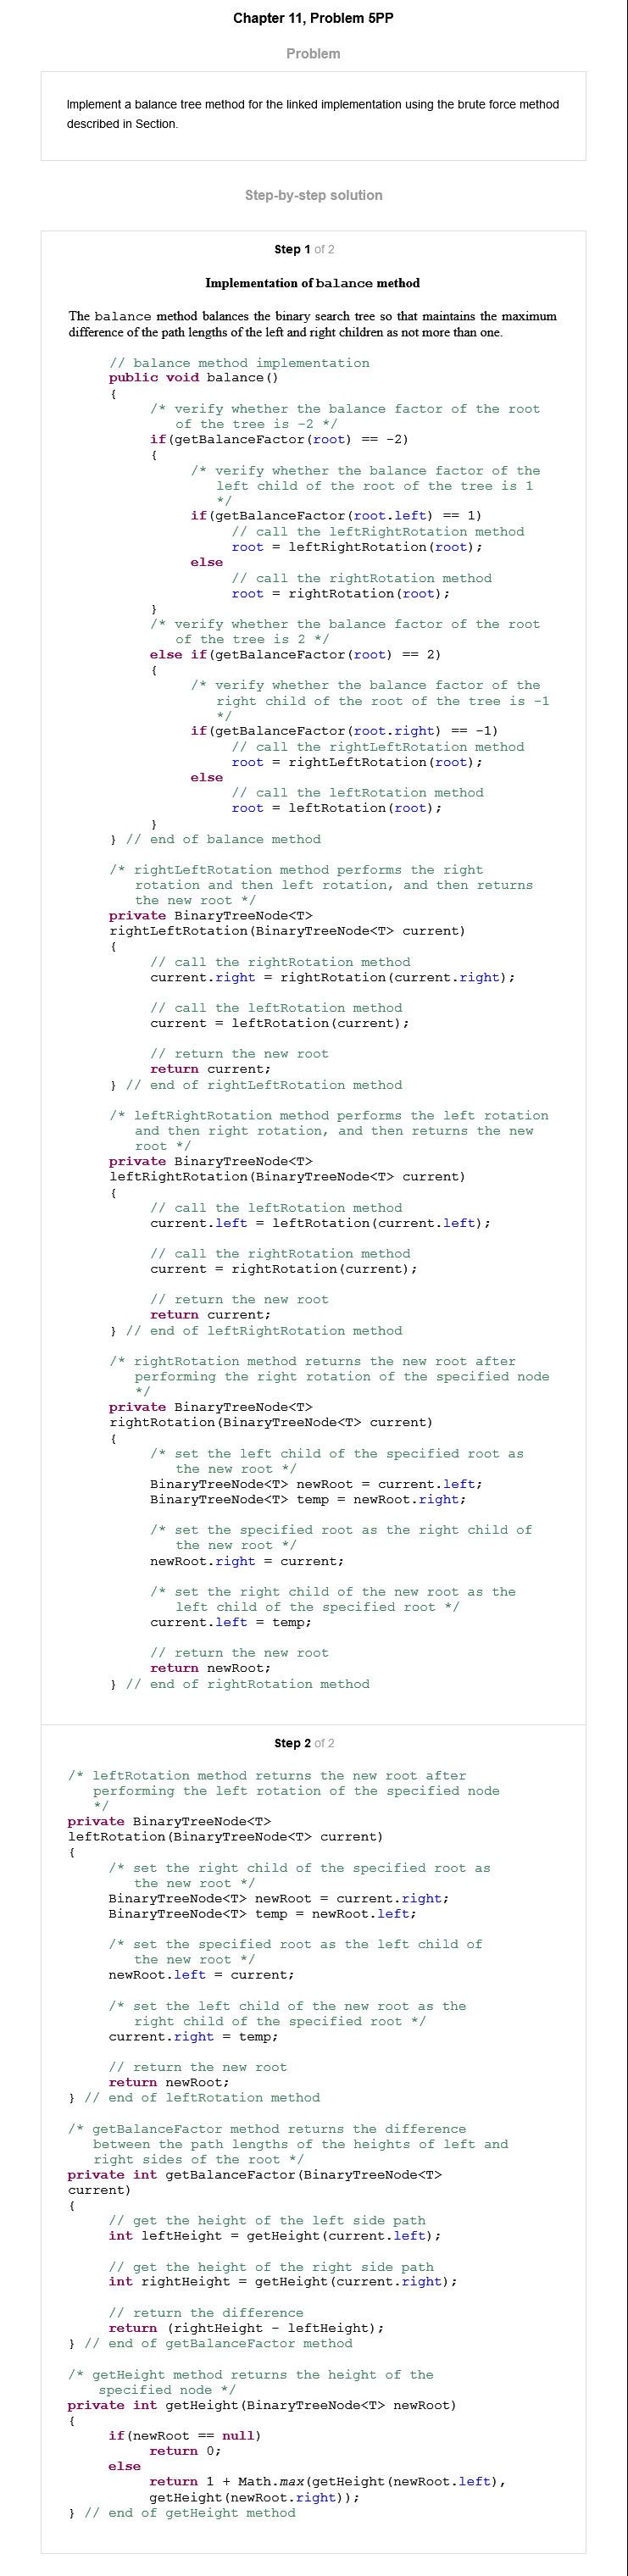 Chapter 11, Problem 5PP
Problem
Implement a balance tree method for the linked implementation using the brute force method
described in Section.
Step-by-step solution
Step 1 of 2
Implementation of balance method
The balance method balances the binary search tree so that maintains the maximum
difference of the path lengths of the left and right children as not more than one.
// balance method implementation
public void balance()
{
/* verify whether the balance factor of the root
of the tree is -2 */
if(getBalanceFactor(root) == -2)
{
/* verify whether the balance factor of the
left child of the root of the tree is 1
*/
if(getBalanceFactor(root.left) == 1)
// call the leftRightRotation method
root = leftRightRotation(root);
else
// call the rightRotation method
root = rightRotation(root);
}
/* verify whether the balance factor of the root
of the tree is 2 */
else if(getBalanceFactor(root) == 2)
{
/* verify whether the balance factor of the
right child of the root of the tree is -1
*/
if(getBalanceFactor(root.right) == -1)
// call the rightLeftRotation method
root = rightLeftRotation(root);
else
// call the leftRotation method
root = leftRotation(root);
}
} // end of balance method
/* rightLeftRotation method performs the right
rotation and then left rotation, and then returns
the new root */
private BinaryTreeNode<T>
rightLeftRotation(BinaryTreeNode<T> current)
{
// call the rightRotation method
current.right = rightRotation(current.right);
// call the leftRotation method
current = leftRotation(current);
// return the new root
return current;
} // end of rightLeftRotation method
/* leftRightRotation method performs the left rotation
and then right rotation, and then returns the new
root */
private BinaryTreeNode<T>
leftRightRotation(BinaryTreeNode<T> current)
{
// call the leftRotation method
current.left = leftRotation(current.left);
// call the rightRotation method
current = rightRotation(current);
// return the new root
return current;
} // end of leftRightRotation method
/* rightRotation method returns the new root after
performing the right rotation of the specified node
*/
private BinaryTreeNode<T>
rightRotation(BinaryTreeNode<T> current)
{
/* set the left child of the specified root as
the new root */
BinaryTreeNode<T> newRoot = current.left;
BinaryTreeNode<T> temp = newRoot.right;
/* set the specified root as the right child of
the new root */
newRoot.right = current;
/* set the right child of the new root as the
left child of the specified root */
current.left = temp;
// return the new root
return newRoot;
} // end of rightRotation method
Step 2 of 2
/* leftRotation method returns the new root after
performing the left rotation of the specified node
*/
private BinaryTreeNode<T>
leftRotation(BinaryTreeNode<T> current)
{
/* set the right child of the specified root as
the new root */
BinaryTreeNode<T> newRoot = current.right;
BinaryTreeNode<T> temp = newRoot.left;
/* set the specified root as the left child of
the new root */
newRoot.left = current;
/* set the left child of the new root as the
right child of the specified root */
current.right = temp;
// return the new root
return newRoot;
} // end of leftRotation method
/* getBalanceFactor method returns the difference
between the path lengths of the heights of left and
right sides of the root */
private int getBalanceFactor(BinaryTreeNode<T>
current)
{
// get the height of the left side path
int leftHeight = getHeight(current.left);
// get the height of the right side path
int rightHeight = getHeight(current.right);
// return the difference
return (rightHeight - leftHeight);
} // end of getBalanceFactor method
/* getHeight method returns the height of the
specified node */
private int getHeight(BinaryTreeNode<T> newRoot)
{
if(newRoot == null)
return 0;
else
return 1 + Math.max(getHeight(newRoot.left),
getHeight(newRoot.right));
} // end of getHeight method